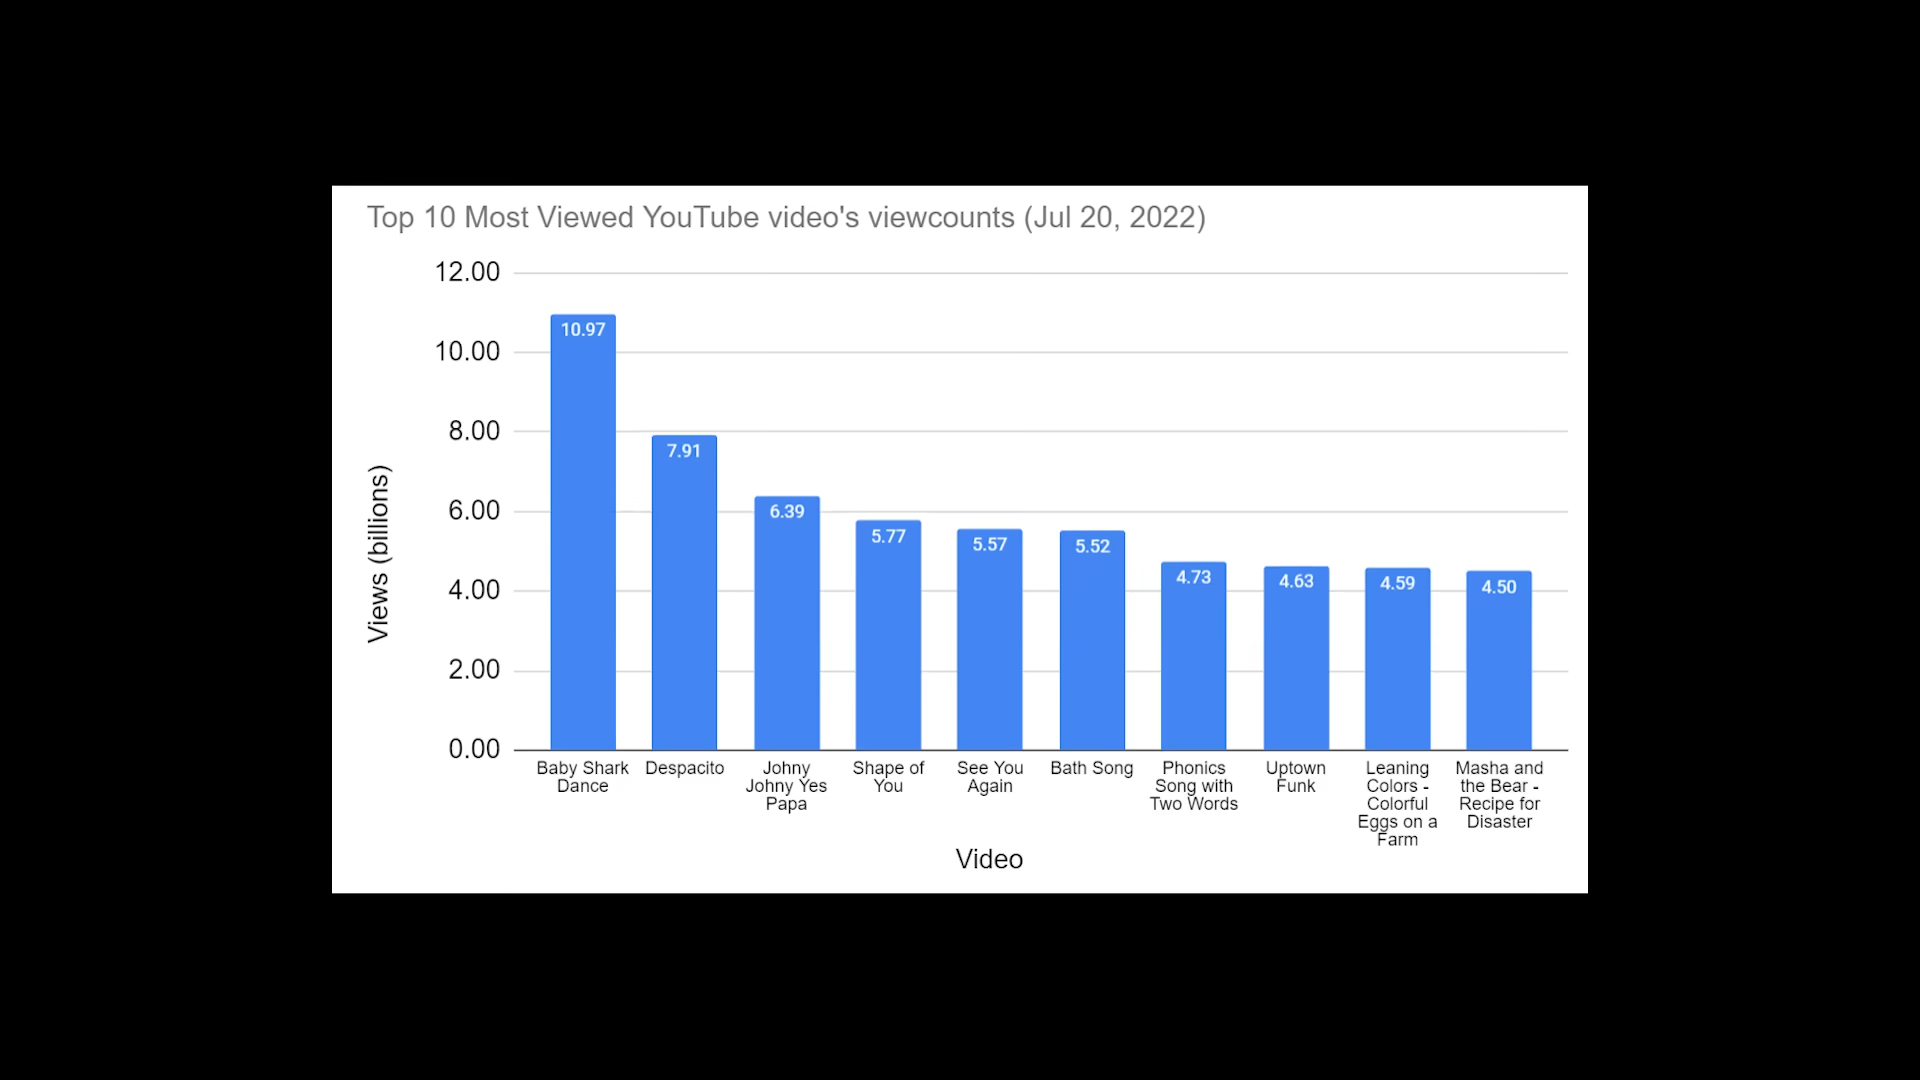 Top 10 Most Viewed YouTube video's viewcounts (Jul 20, 2022)
12.00
10.00
8.00
6.00
4.00
2.00
0.00
Views (billions)
10.97
7.91
6.39
5.77
5.57
5.52
4.73
4.63
4.59
4.50
Baby Shark
Dance
Despacito
Johny
Johny Yes
Papa
Shape of
You
See You
Again
Bath Song
Phonics
Song with
Two Words
Uptown
Funk
Leaning
Colors -
Colorful
Eggs on a
Farm
Masha and
the Bear -
Recipe for
Disaster
Video